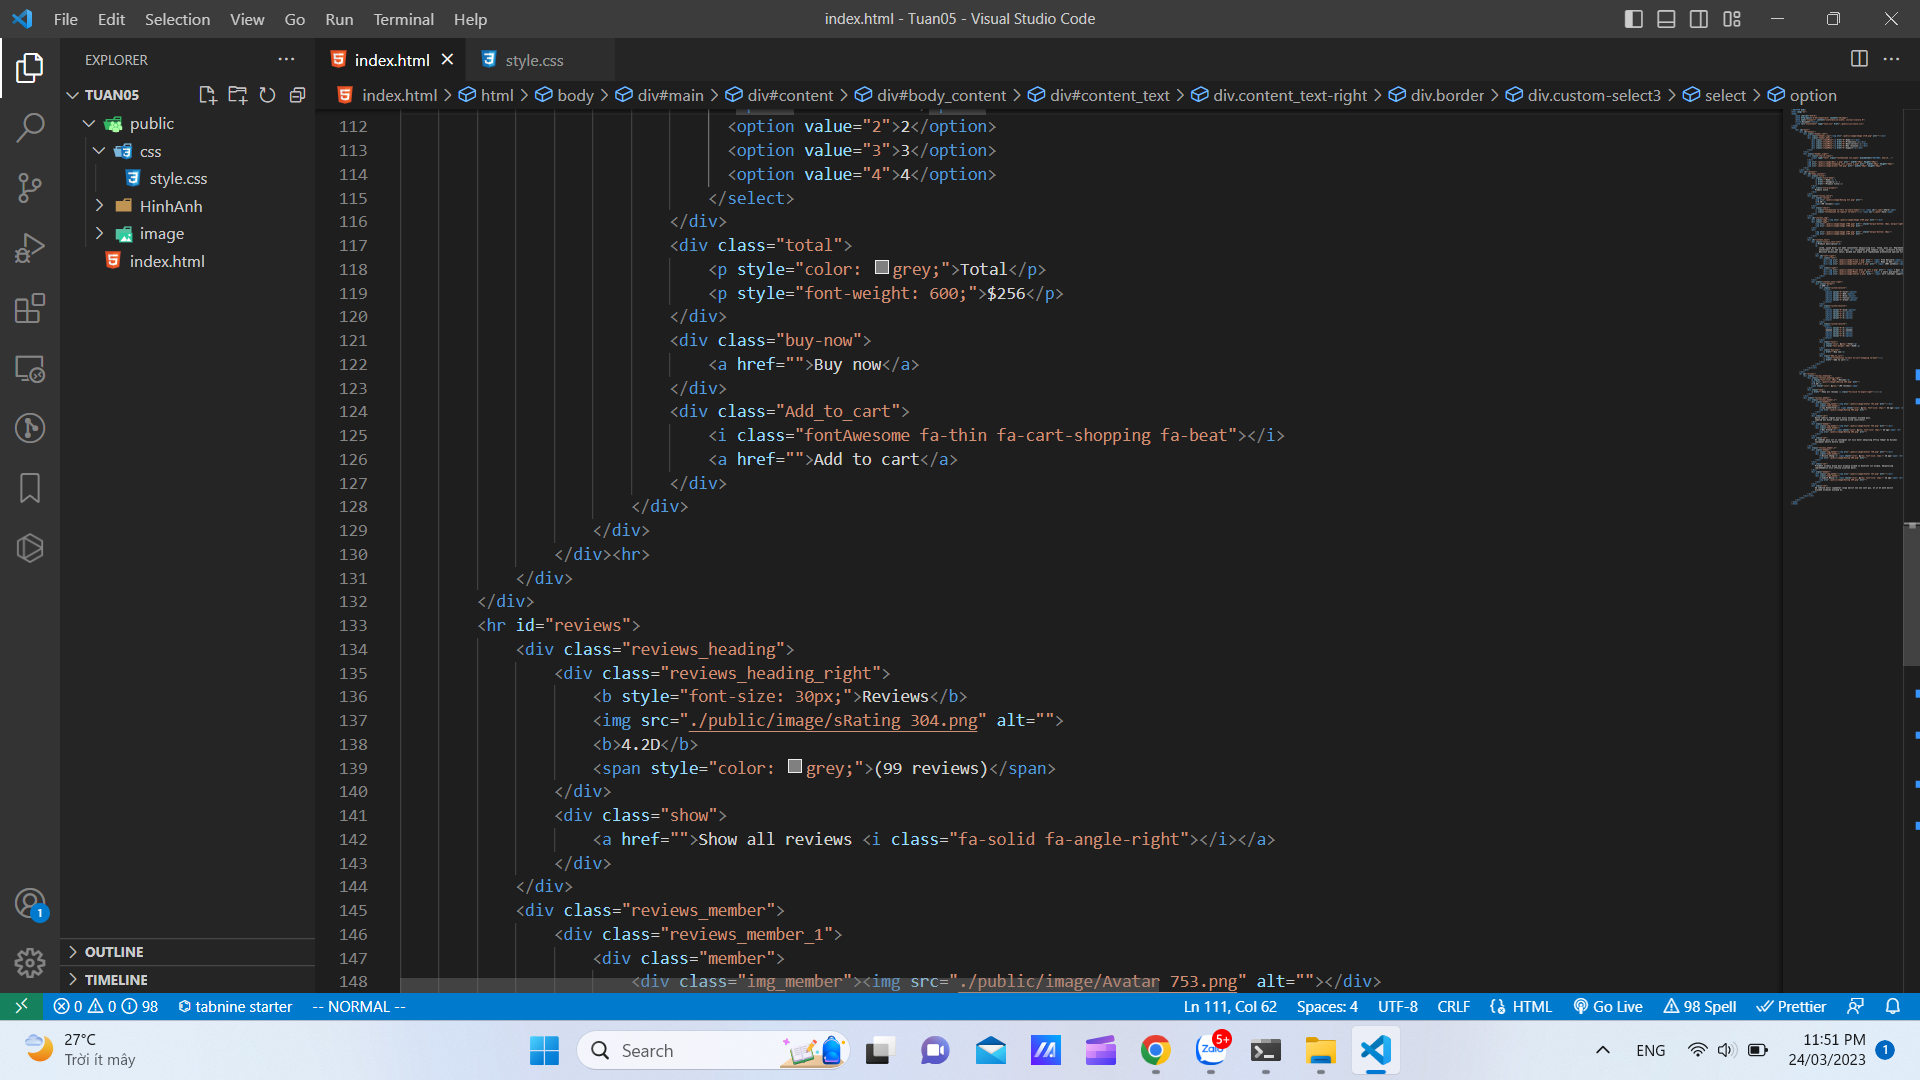 File Edit Selection View Go Run Terminal Help
index.html - Tuan05 - Visual Studio Code
EXPLORER
TUAN05
public
css
style.css
HinhAnh
image
index.html
OUTLINE
TIMELINE
index.html
style.css
index.html > html > body > div#main > div#content > div#body_content > div#content_text > div.content_text-right > div.border > div.custom-select3 > select > option
112 <option value="2">2</option>
113 <option value="3">3</option>
114 <option value="4">4</option>
115 </select>
116 </div>
117 <div class="total">
118 <p style="color: grey;">Total</p>
119 <p style="font-weight: 600;">$256</p>
120 </div>
121 <div class="buy-now">
122 <a href="">Buy now</a>
123 </div>
124 <div class="Add_to_cart">
125 <i class="fontAwesome fa-thin fa-cart-shopping fa-beat"></i>
126 <a href="">Add to cart</a>
127 </div>
128 </div>
129 </div>
130 </div><hr>
131 </div>
132 </div>
133 <hr id="reviews">
134 <div class="reviews_heading">
135 <div class="reviews_heading_right">
136 <b style="font-size: 30px;">Reviews</b>
137 <img src="./public/image/sRating 304.png" alt="">
138 <b>4.2D</b>
139 <span style="color: grey;">(99 reviews)</span>
140 </div>
141 <div class="show">
142 <a href="">Show all reviews <i class="fa-solid fa-angle-right"></i></a>
143 </div>
144 </div>
145 <div class="reviews_member">
146 <div class="reviews_member_1">
147 <div class="member">
148 <div class="img_member"><img src="./public/image/Avatar 753.png" alt=""></div>
1
0 0 98 tabnine starter -- NORMAL -- Ln 111, Col 62 Spaces: 4 UTF-8 CRLF HTML Go Live 98 Spell Prettier
27°C
Trời ít mây
Search
Zalo
5+
ENG
11:51 PM
24/03/2023
1